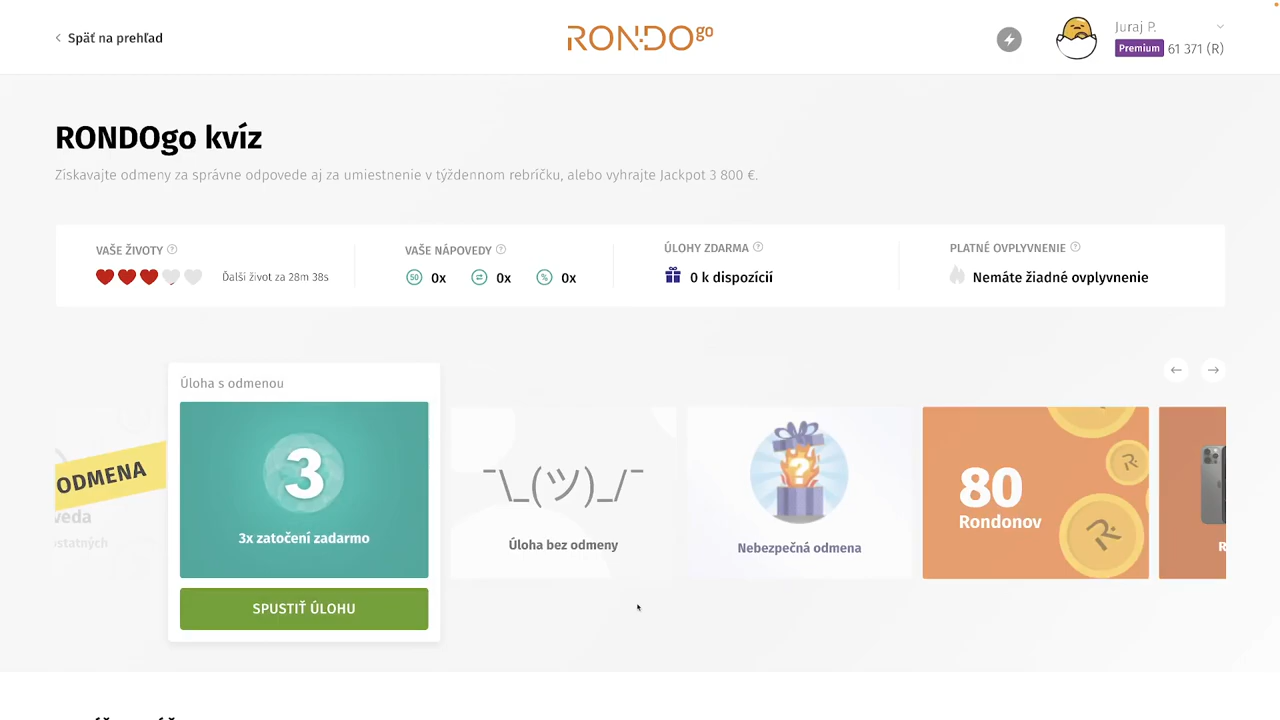 Späť na prehľad
RONDOgo
Juraj P.
Premium 61 371 (R)
RONDOgo kvíz
Získavajte odmeny za správne odpovede aj za umiestnenie v týždennom rebríčku, alebo vyhrajte Jackpot 3 800 €.
VAŠE ŽIVOTY
Ďalší život za 28m 38s
VAŠE NÁPOVEDY
50 0x 0x % 0x
ÚLOHY ZDARMA
0 k dispozícií
PLATNÉ OVPLYVNENIE
Nemáte žiadné ovplyvnenie
ODMENA
veda
statných
Úloha s odmenou
3
3x zatočení zadarmo
SPUSTIŤ ÚLOHU
¯\_(ツ)_/¯
Úloha bez odmeny
?
Nebezpečná odmena
80
Rondonov
R